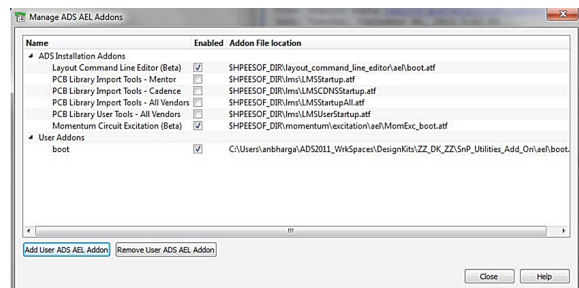 Manage ADS AEL Addons
Name Enabled Addon File location
ADS Installation Addons
Layout Command Line Editor (Beta) $HPEESOF_DIR\layout_command_line_editor\ael\boot.atf
PCB Library Import Tools - Mentor $HPEESOF_DIR\lms\LMSStartup.atf
PCB Library Import Tools - Cadence $HPEESOF_DIR\lms\LMSCDNSStartup.atf
PCB Library Import Tools - All Vendors $HPEESOF_DIR\lms\LMSStartupAll.atf
PCB Library User Tools - All Vendors $HPEESOF_DIR\lms\LMSUserStartup.atf
Momentum Circuit Excitation (Beta) $HPEESOF_DIR\momentum\excitation\ael\MomExc_boot.atf
User Addons
boot C:\Users\anbharga\ADS2011_WrkSpaces\DesignKits\ZZ_DK_ZZ\SnP_Utilities_Add_On\ael\boot.
Add User ADS AEL Addon Remove User ADS AEL Addon
Close Help